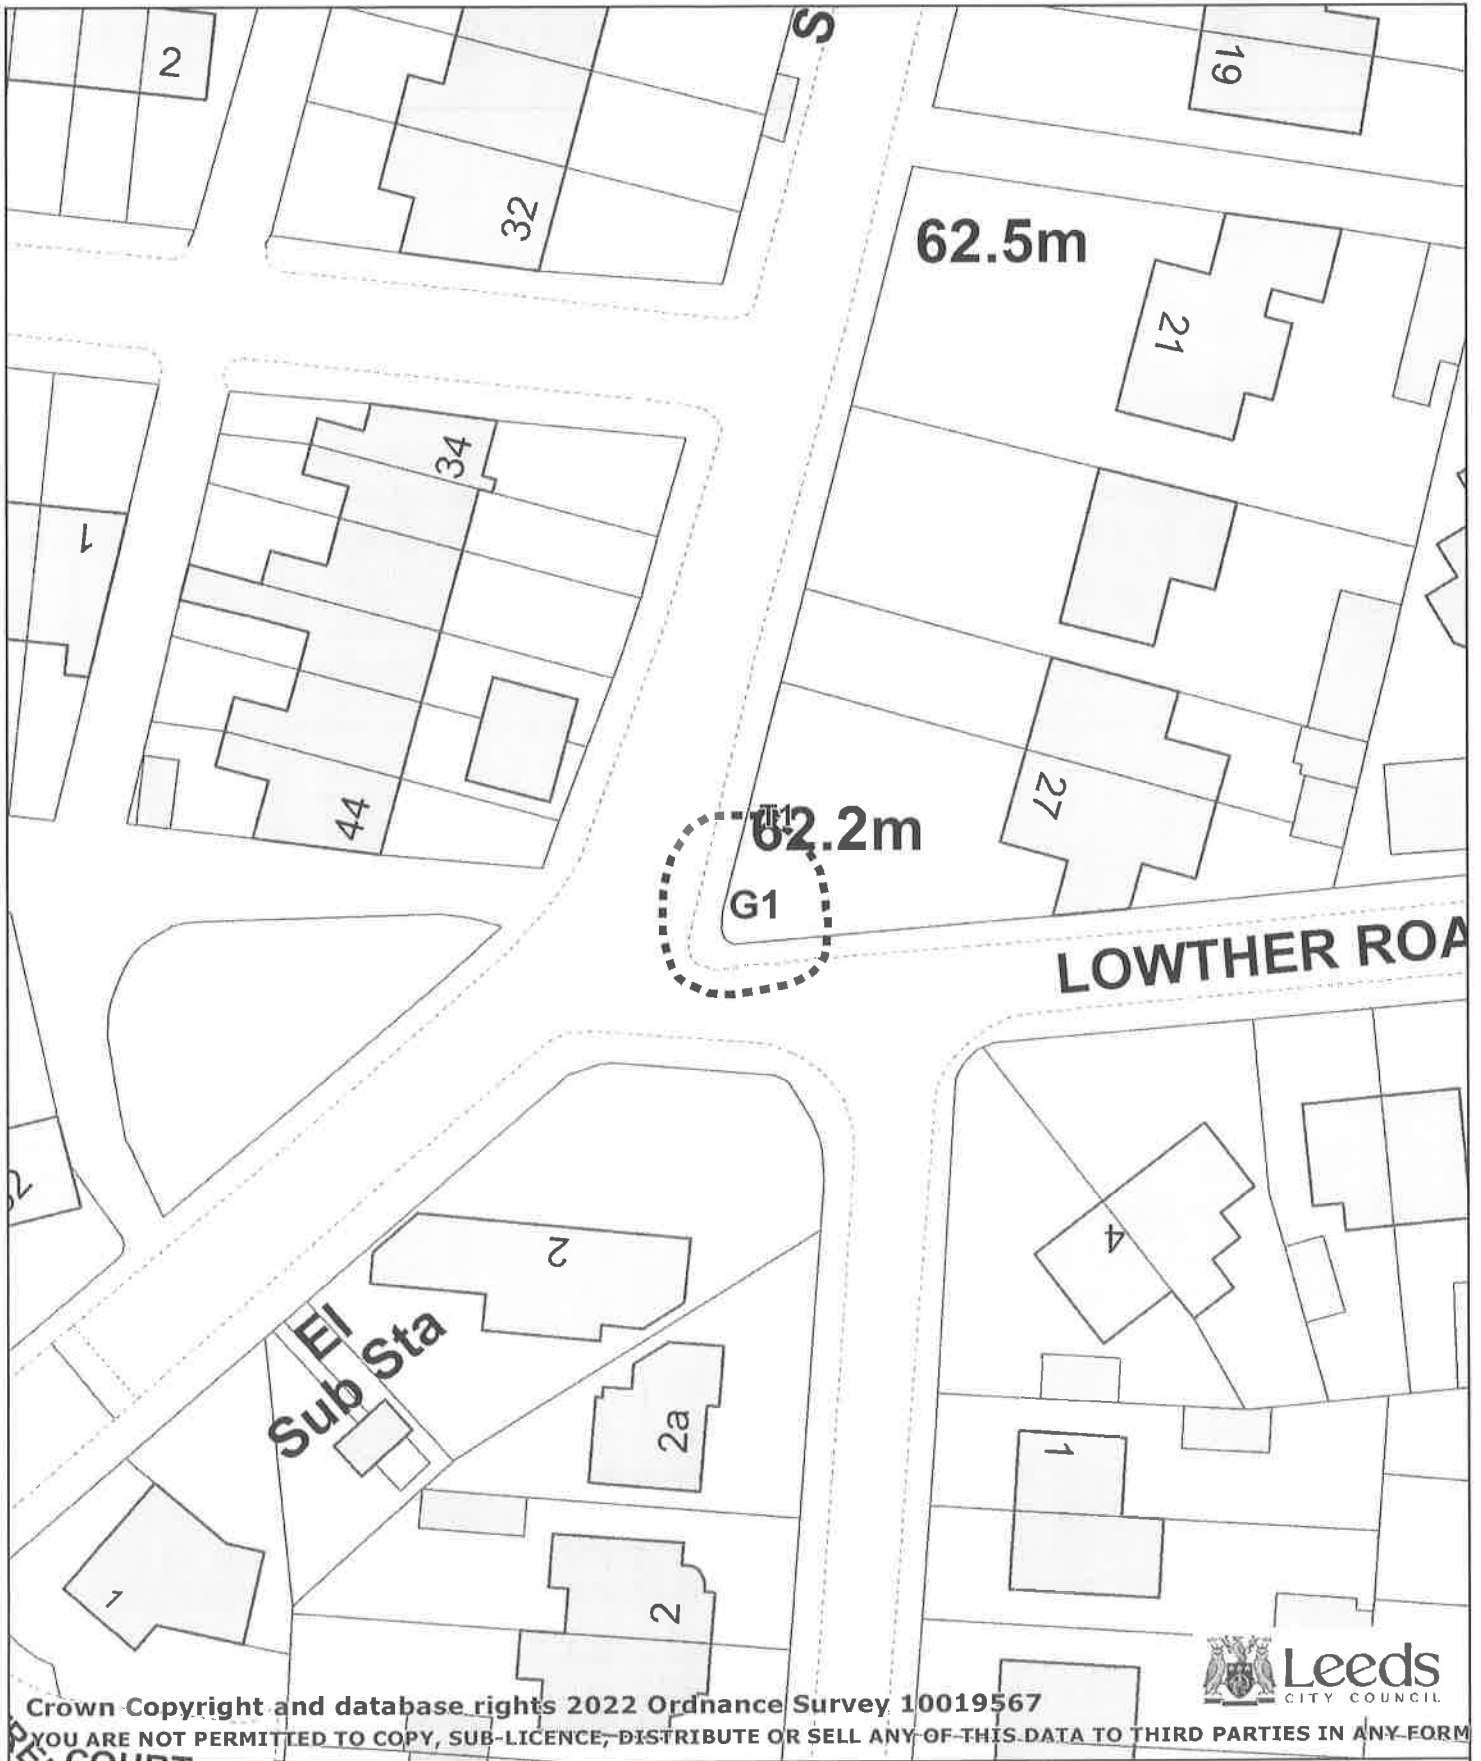 S
2
19
32
62.5m
21
34
1
27
44
T1
62.2m
G1
LOWTHER ROA
2
4
El
Sub Sta
2a
1
1
2
Leeds
CITY COUNCIL
Crown Copyright and database rights 2022 Ordnance Survey 10019567
YOU ARE NOT PERMITTED TO COPY, SUB-LICENCE, DISTRIBUTE OR SELL ANY OF THIS DATA TO THIRD PARTIES IN ANY FORM
COURT